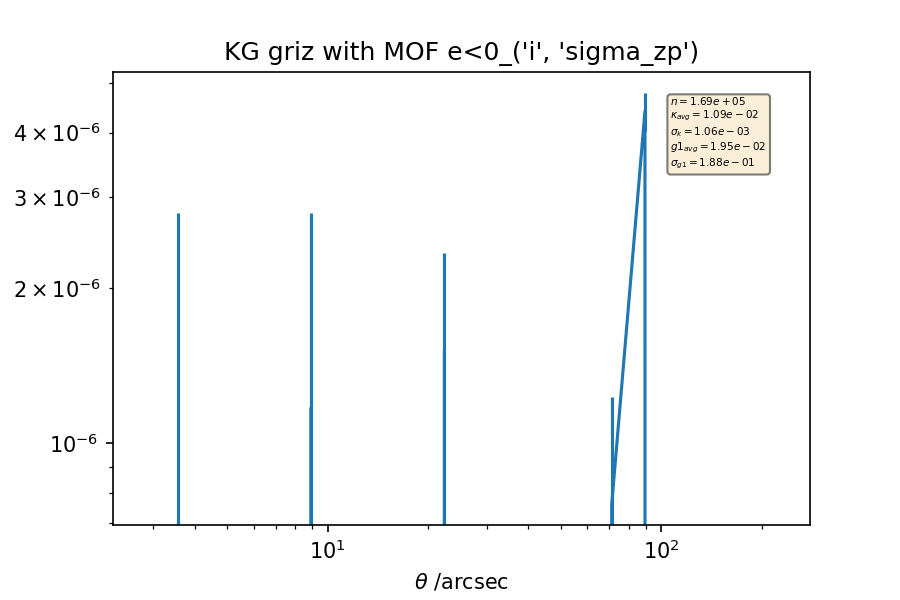 KG griz with MOF e<0_('i', 'sigma_zp')
4 × 10⁻⁶
3 × 10⁻⁶
2 × 10⁻⁶
10⁻⁶
n = 1.69e + 05
κₐᵥg = 1.09e − 02
σₖ = 1.06e − 03
g1ₐᵥg = 1.95e − 02
σg1 = 1.88e − 01
10¹ 10²
θ /arcsec